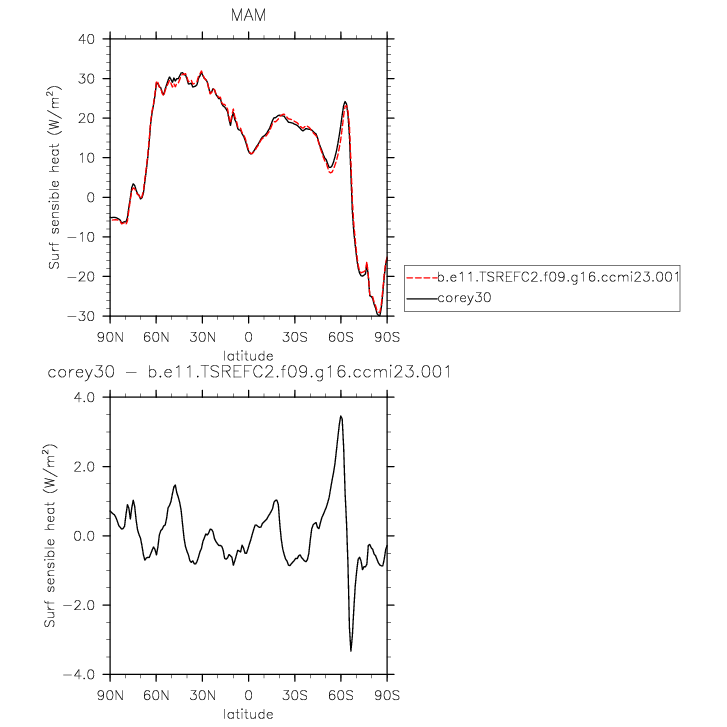 MAM
Surf sensible heat (W/m²)
40
30
20
10
0
−10
−20
−30
90N 60N 30N 0 30S 60S 90S
latitude
b.e11.TSREFC2.f09.g16.ccmi23.001
corey30
corey30 − b.e11.TSREFC2.f09.g16.ccmi23.001
Surf sensible heat (W/m²)
4.0
2.0
0.0
−2.0
−4.0
90N 60N 30N 0 30S 60S 90S
latitude